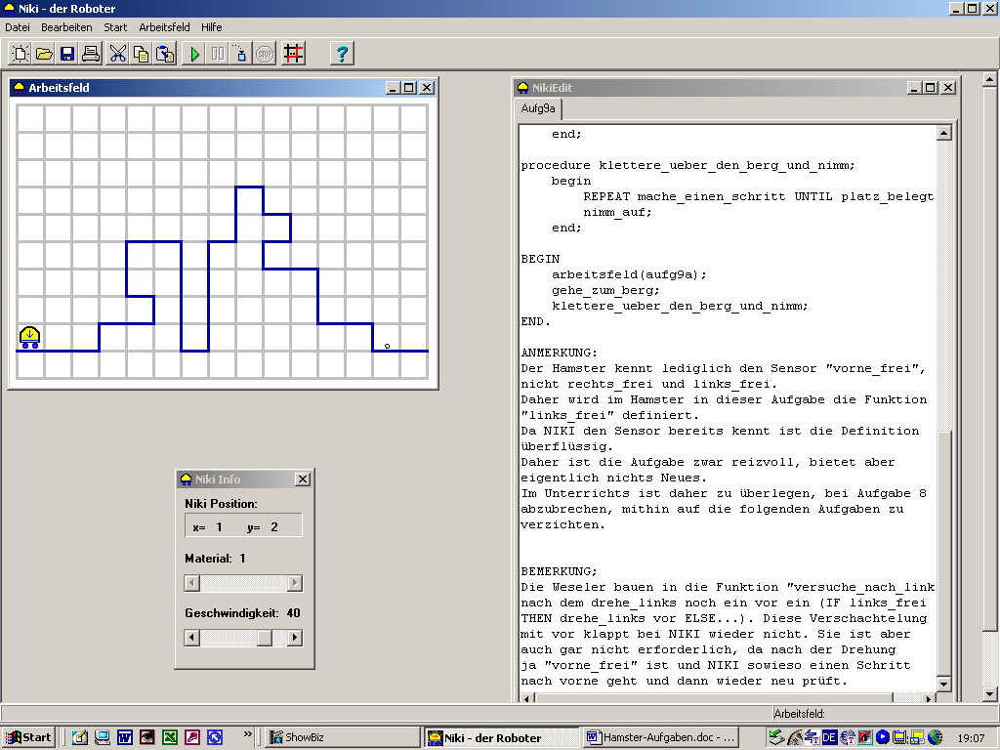 Niki - der Roboter
Datei Bearbeiten Start Arbeitsfeld Hilfe
STOP
?
Arbeitsfeld
NikiEdit
Aufg9a
end;
procedure klettere_ueber_den_berg_und_nimm;
begin
REPEAT mache_einen_schritt UNTIL platz_belegt
nimm_auf;
end;
BEGIN
arbeitsfeld(aufg9a);
gehe_zum_berg;
klettere_ueber_den_berg_und_nimm;
END.
ANMERKUNG:
Der Hamster kennt lediglich den Sensor "vorne_frei",
nicht rechts_frei und links_frei.
Daher wird im Hamster in dieser Aufgabe die Funktion
"links_frei" definiert.
Da NIKI den Sensor bereits kennt ist die Definition
überflüssig.
Daher ist die Aufgabe zwar reizvoll, bietet aber
eigentlich nichts Neues.
Im Unterrichts ist daher zu überlegen, bei Aufgabe 8
abzubrechen, mithin auf die folgenden Aufgaben zu
verzichten.
BEMERKUNG;
Die Weseler bauen in die Funktion "versuche_nach_link
nach dem drehe_links noch ein vor ein (IF links_frei
THEN drehe_links vor ELSE...). Diese Verschachtelung
mit vor klappt bei NIKI wieder nicht. Sie ist aber
auch gar nicht erforderlich, da nach der Drehung
ja "vorne_frei" ist und NIKI sowieso einen Schritt
nach vorne geht und dann wieder neu prüft.
Niki Info
Niki Position:
x= 1 y= 2
Material: 1
Geschwindigkeit: 40
Arbeitsfeld:
Start
W
X
»
ShowBiz
Niki - der Roboter
Hamster-Aufgaben.doc - ...
DE
19:07